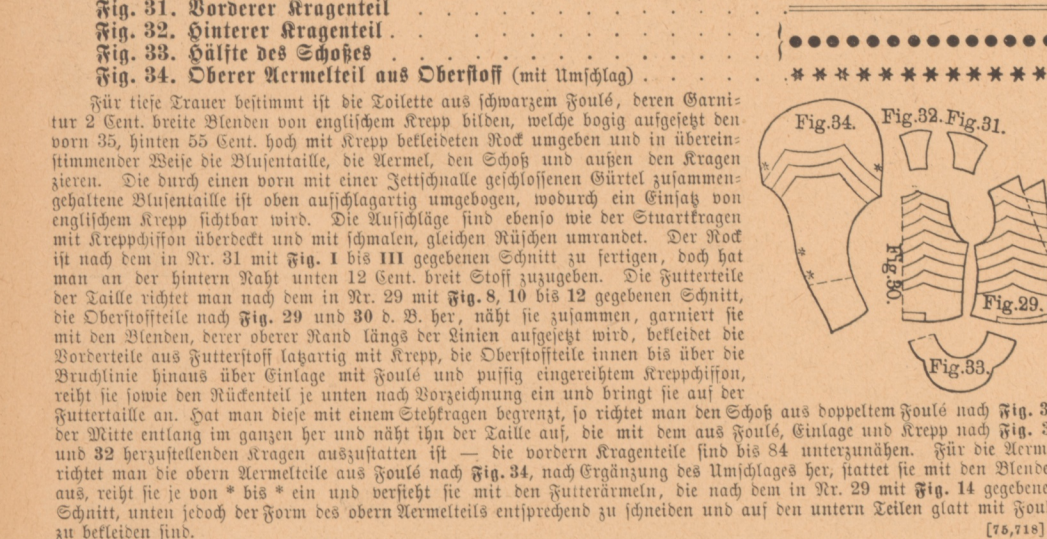 Fig. 31. Vorderer Kragenteil . . . . . . . . . . .
Fig. 32. Hinterer Kragenteil . . . . . . . . . . .
Fig. 33. Hälfte des Schoßes . . . . . . . . . . .
Fig. 34. Oberer Aermelteil aus Oberstoff (mit Umschlag) . . . . .
Für tiefe Trauer bestimmt ist die Toilette aus schwarzem Foulé, deren Garni-
tur 2 Cent. breite Blenden von englischem Krepp bilden, welche bogig aufgesetzt den
vorn 35, hinten 55 Cent. hoch mit Krepp bekleideten Rock umgeben und in überein-
stimmender Weise die Blusentaille, die Aermel, den Schoß und außen den Kragen
zieren. Die durch einen vorn mit einer Jettschnalle geschlossenen Gürtel zusammen-
gehaltene Blusentaille ist oben aufschlagartig umgebogen, wodurch ein Einsatz von
englischem Krepp sichtbar wird. Die Aufschläge sind ebenso wie der Stuartkragen
mit Kreppchiffon überdeckt und mit schmalen, gleichen Rüschen umrandet. Der Rock
ist nach dem in Nr. 31 mit Fig. I bis III gegebenen Schnitt zu fertigen, doch hat
man an der hintern Naht unten 12 Cent. breit Stoff zuzugeben. Die Futterteile
der Taille richtet man nach dem in Nr. 29 mit Fig. 8, 10 bis 12 gegebenen Schnitt,
die Oberstoffteile nach Fig. 29 und 30 d. B. her, näht sie zusammen, garniert sie
mit den Blenden, derer oberer Rand längs der Linien aufgesetzt wird, bekleidet die
Vorderteile aus Futterstoff latzartig mit Krepp, die Oberstoffteile innen bis über die
Bruchlinie hinaus über Einlage mit Foulé und puffig eingereihtem Kreppchiffon,
reiht sie sowie den Rückenteil je unten nach Vorzeichnung ein und bringt sie auf der
Futtertaille an. Hat man diese mit einem Stehkragen begrenzt, so richtet man den Schoß aus doppeltem Foulé nach Fig. 3
der Mitte entlang im ganzen her und näht ihn der Taille auf, die mit dem aus Foulé, Einlage und Krepp nach Fig. 3
und 32 herzustellenden Kragen auszustatten ist — die vordern Kragenteile sind bis 84 unterzunähen. Für die Aerm
richtet man die obern Aermelteile aus Foulé nach Fig. 34, nach Ergänzung des Umschlages her, stattet sie mit den Blende
aus, reiht sie je von * bis * ein und versieht sie mit den Futterärmeln, die nach dem in Nr. 29 mit Fig. 14 gegebene
Schnitt, unten jedoch der Form des obern Aermelteils entsprechend zu schneiden und auf den untern Teilen glatt mit Foul
zu bekleiden sind.
[75,718]
Fig.34.
Fig.32.
Fig.31.
Fig.30.
Fig.29.
Fig.33.